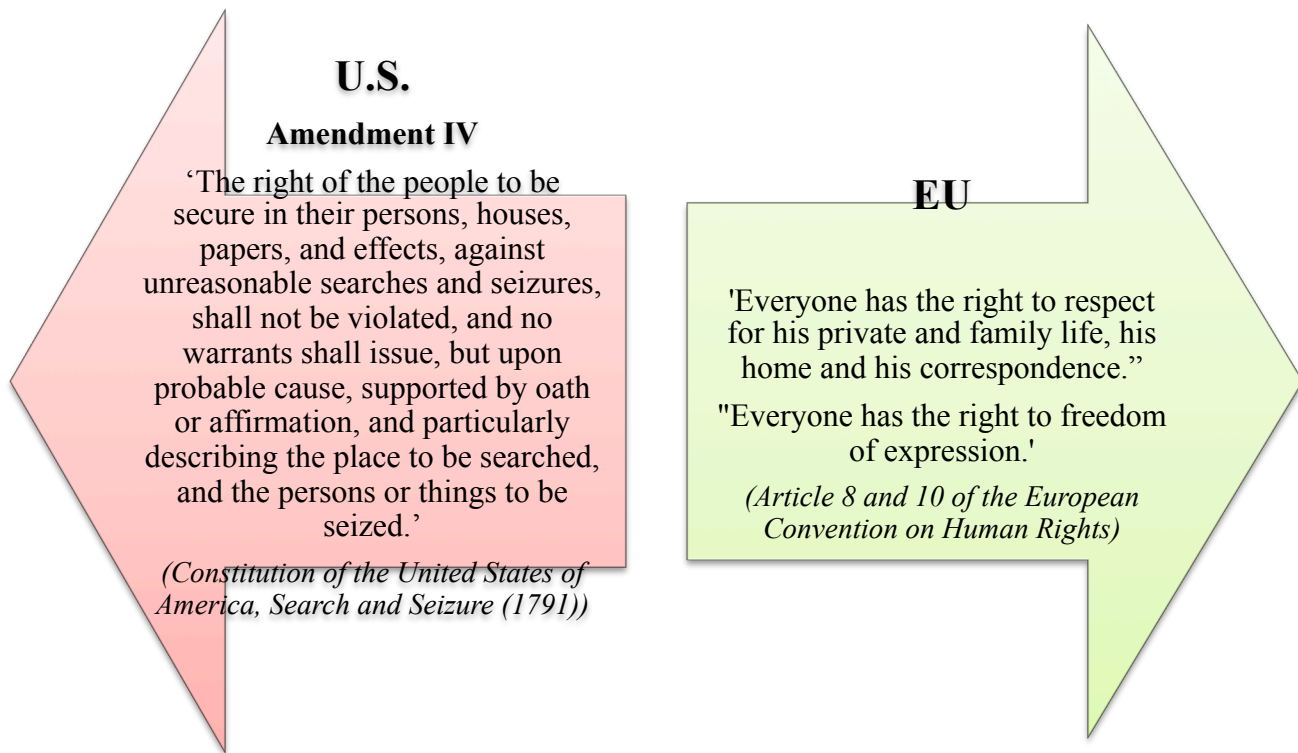 U.S.
Amendment IV
‘The right of the people to be
secure in their persons, houses,
papers, and effects, against
unreasonable searches and seizures,
shall not be violated, and no
warrants shall issue, but upon
probable cause, supported by oath
or affirmation, and particularly
describing the place to be searched,
and the persons or things to be
seized.’
(Constitution of the United States of
America, Search and Seizure (1791))
EU
'Everyone has the right to respect
for his private and family life, his
home and his correspondence.”
"Everyone has the right to freedom
of expression.'
(Article 8 and 10 of the European
Convention on Human Rights)